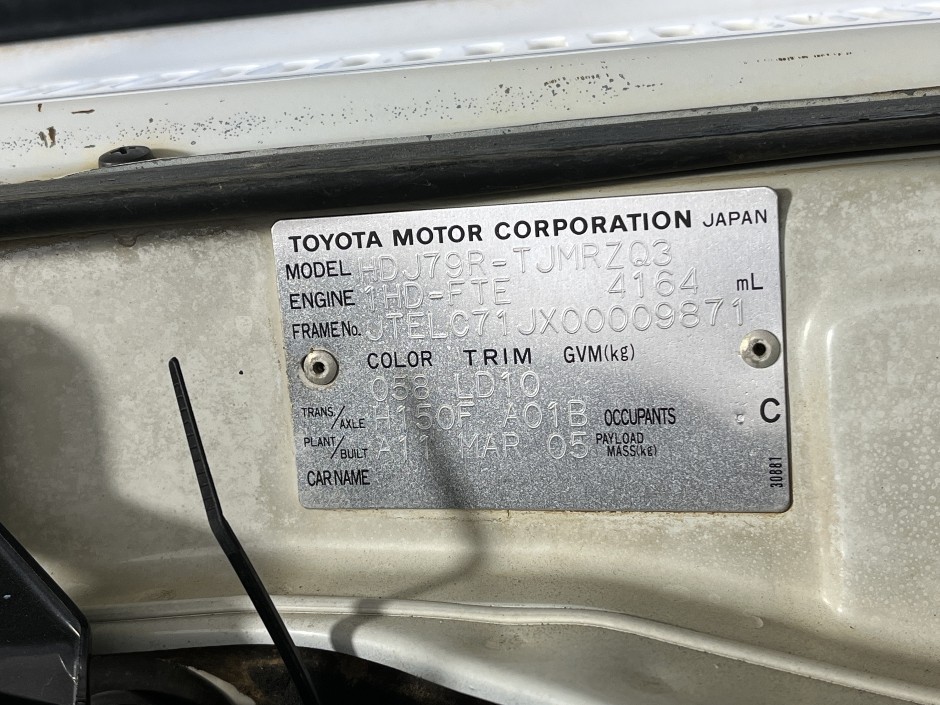 TOYOTA MOTOR CORPORATION JAPAN
MODEL HDJ79R-TJMRZQ3
ENGINE 1HD-FTE 4164 mL
FRAME No. JTELC71JX00009871
COLOR TRIM GVM(kg)
058 LD10
TRANS./AXLE H150F A01B OCCUPANTS C
PLANT/BUILT A11 MAR 05 PAYLOAD MASS(kg)
CAR NAME
30881